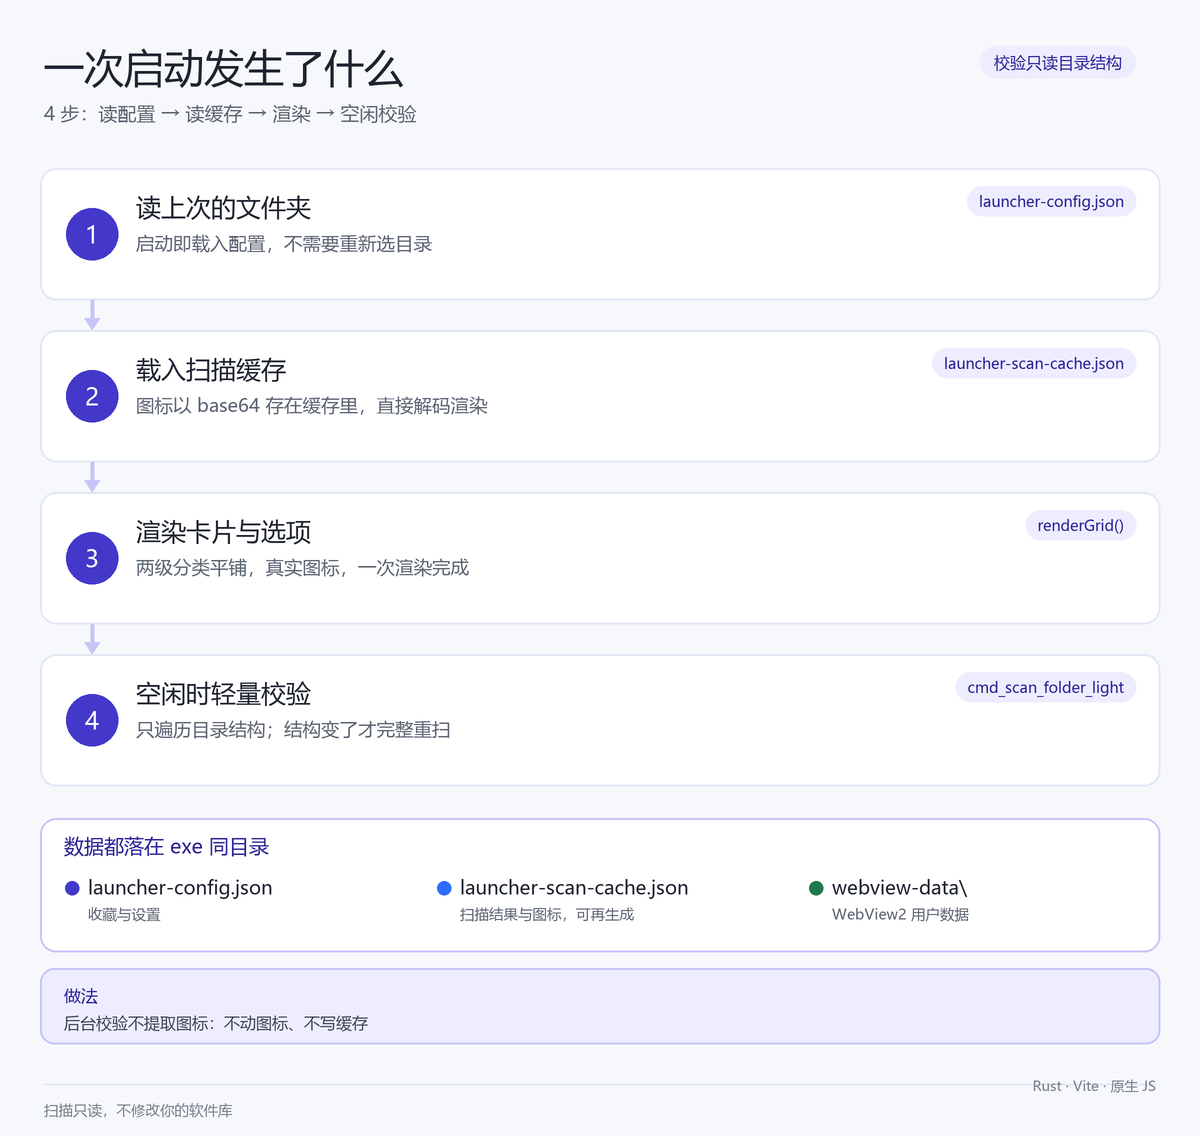 一次启动发生了什么
校验只读目录结构
4 步：读配置 → 读缓存 → 渲染 → 空闲校验
1
读上次的文件夹
launcher-config.json
启动即载入配置，不需要重新选目录
2
载入扫描缓存
launcher-scan-cache.json
图标以 base64 存在缓存里，直接解码渲染
3
渲染卡片与选项
renderGrid()
两级分类平铺，真实图标，一次渲染完成
4
空闲时轻量校验
cmd_scan_folder_light
只遍历目录结构；结构变了才完整重扫
数据都落在 exe 同目录
launcher-config.json
收藏与设置
launcher-scan-cache.json
扫描结果与图标，可再生成
webview-data\
WebView2 用户数据
做法
后台校验不提取图标：不动图标、不写缓存
Rust · Vite · 原生 JS
扫描只读，不修改你的软件库